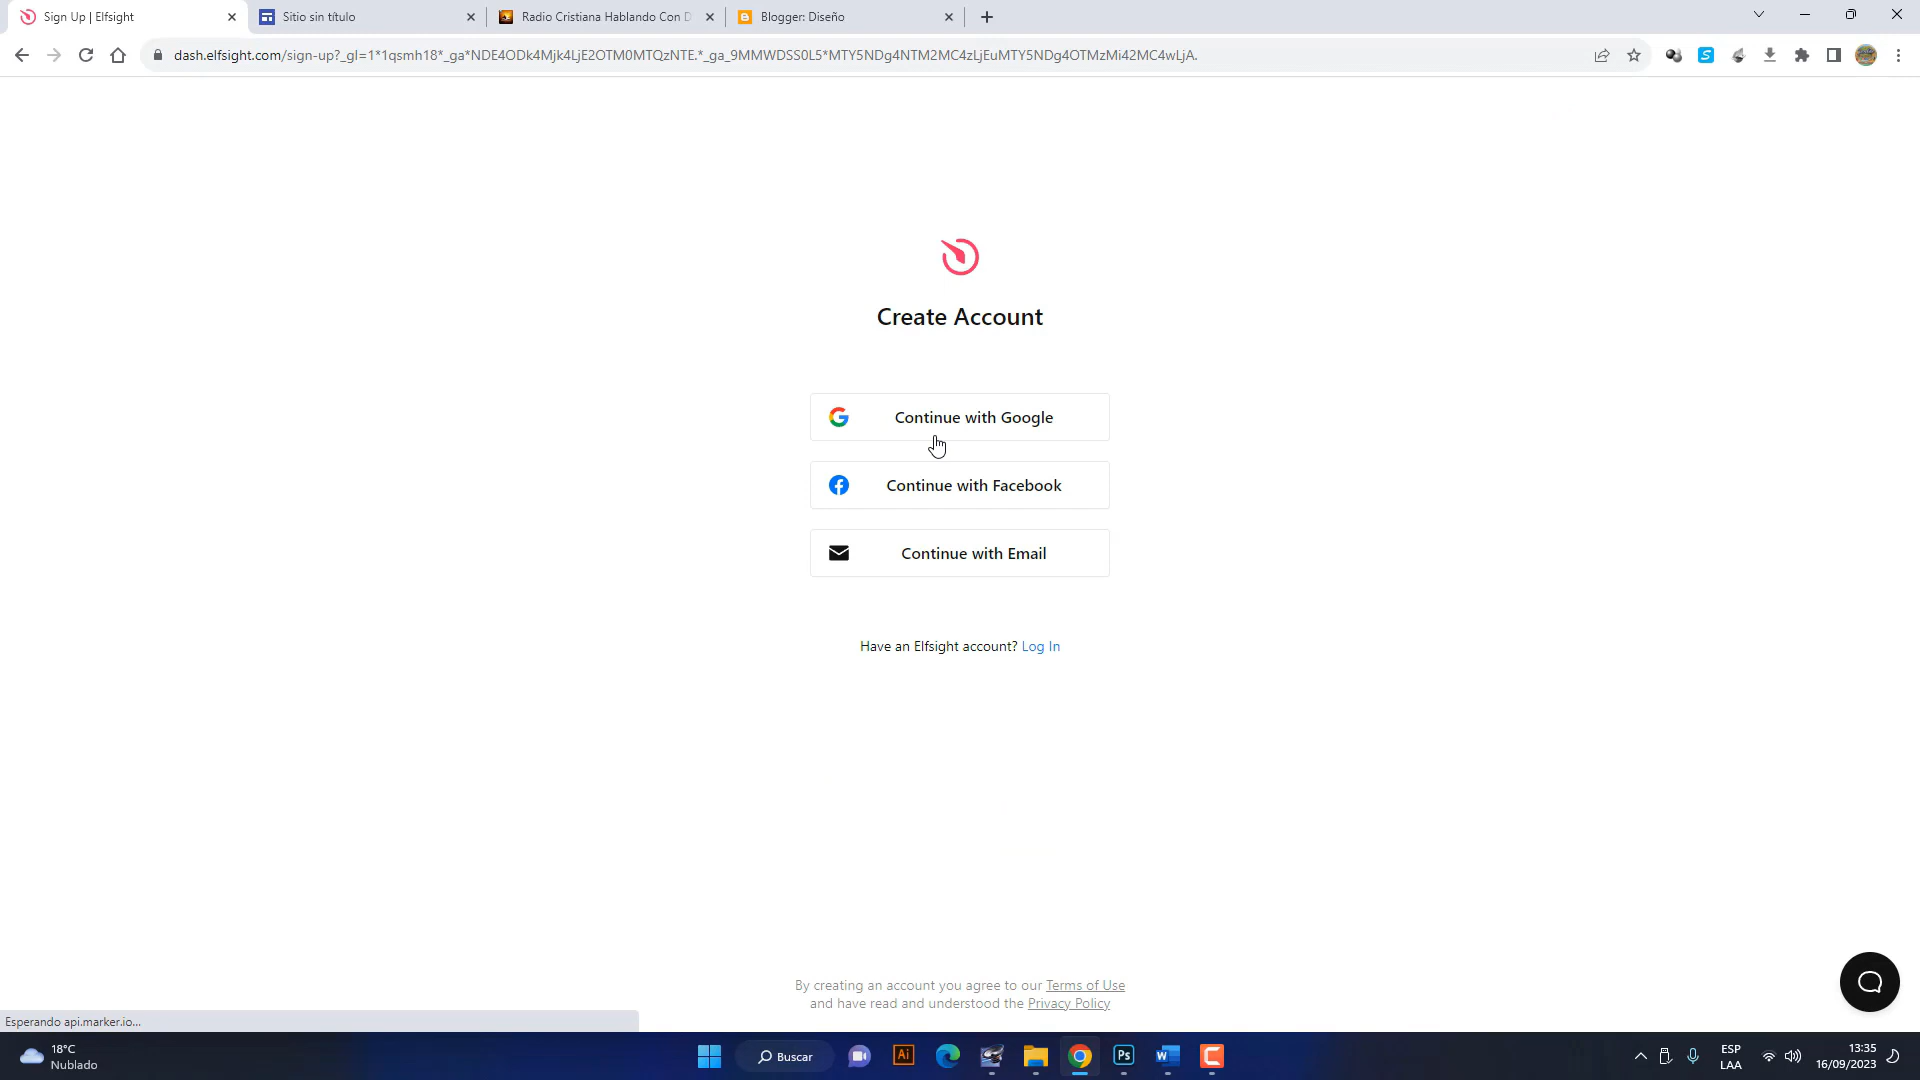 Sign Up | Elfsight
Sitio sin título
Radio Cristiana Hablando Con D
Blogger: Diseño
dash.elfsight.com/sign-up?_gl=1*1qsmh18*_ga*NDE4ODk4Mjk4LjE2OTM0MTQzNTE.*_ga_9MMWDSS0L5*MTY5NDg4NTM2MC4zLjEuMTY5NDg4OTMzMi42MC4wLjA.
Create Account
Continue with Google
Continue with Facebook
Continue with Email
Have an Elfsight account? Log In
By creating an account you agree to our Terms of Use
and have read and understood the Privacy Policy
Esperando api.marker.io...
18°C
Nublado
Buscar
ESP
LAA
13:35
16/09/2023